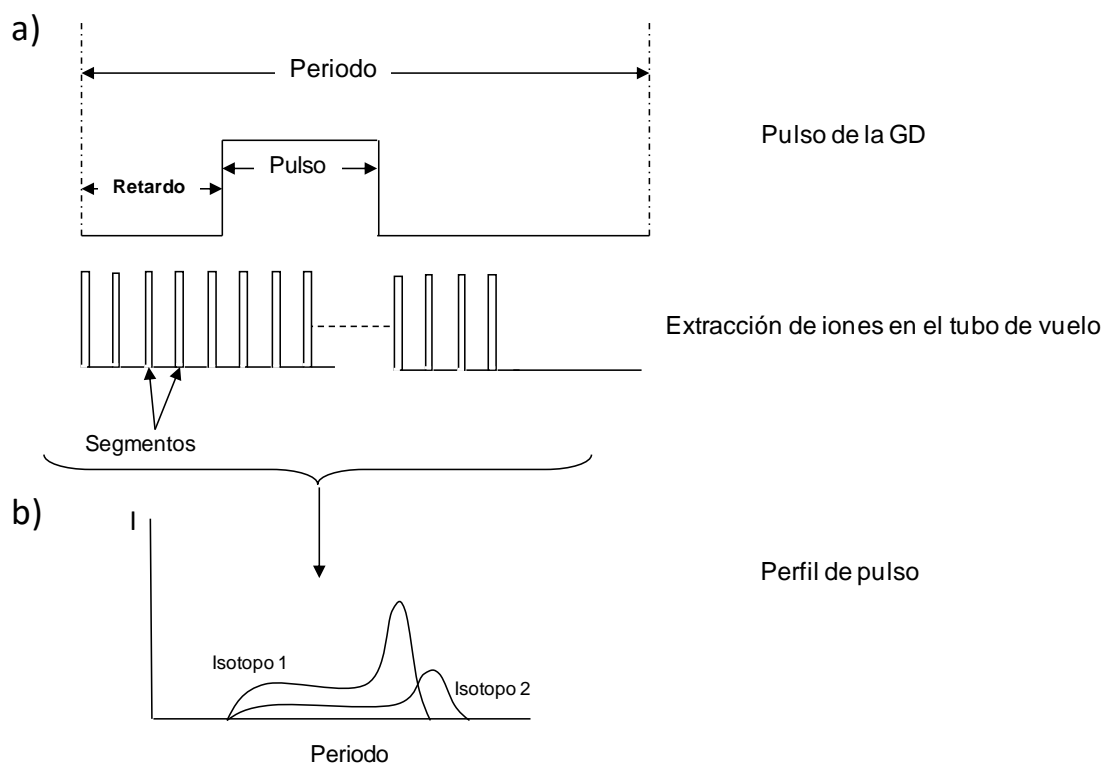 a)
Periodo
Pulso de la GD
Pulso
Retardo
Extracción de iones en el tubo de vuelo
Segmentos
b)
I
Perfil de pulso
Isotopo 1
Isotopo 2
Periodo